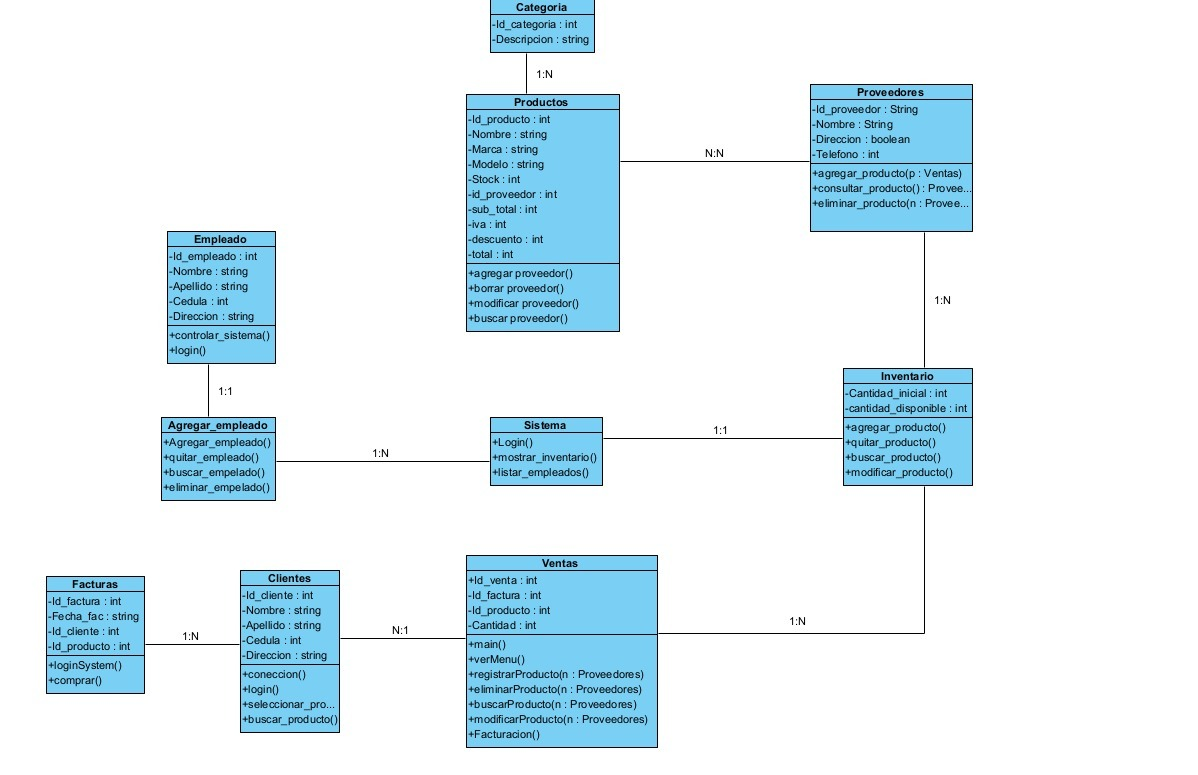 Categoria
-Id_categoria : int
-Descripcion : string
1:N
Productos
-Id_producto : int
-Nombre : string
-Marca : string
-Modelo : string
-Stock : int
-id_proveedor : int
-sub_total : int
-iva : int
-descuento : int
-total : int
+agregar proveedor()
+borrar proveedor()
+modificar proveedor()
+buscar proveedor()
N:N
Proveedores
-Id_proveedor : String
-Nombre : String
-Direccion : boolean
-Telefono : int
+agregar_producto(p : Ventas)
+consultar_producto() : Provee...
+eliminar_producto(n : Provee...
1:N
Empleado
-Id_empleado : int
-Nombre : string
-Apellido : string
-Cedula : int
-Direccion : string
+controlar_sistema()
+login()
1:1
Agregar_empleado
+Agregar_empleado()
+quitar_empleado()
+buscar_empelado()
+eliminar_empelado()
1:N
Sistema
+Login()
+mostrar_inventario()
+listar_empleados()
1:1
Inventario
-Cantidad_inicial : int
-cantidad_disponible : int
+agregar_producto()
+quitar_producto()
+buscar_producto()
+modificar_producto()
1:N
Facturas
-Id_factura : int
-Fecha_fac : string
-Id_cliente : int
-Id_producto : int
+loginSystem()
+comprar()
1:N
Clientes
-Id_cliente : int
-Nombre : string
-Apellido : string
-Cedula : int
-Direccion : string
+coneccion()
+login()
+seleccionar_pro...
+buscar_producto()
N:1
Ventas
+Id_venta : int
-Id_factura : int
-Id_producto : int
-Cantidad : int
+main()
+verMenu()
+registrarProducto(n : Proveedores)
+eliminarProducto(n : Proveedores)
+buscarProducto(n : Proveedores)
+modificarProducto(n : Proveedores)
+Facturacion()